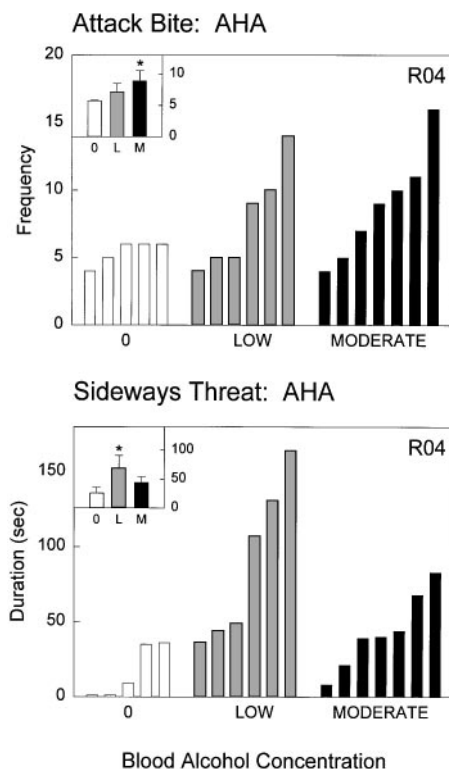 Attack Bite: AHA
R04
20
15
10
5
0
Frequency
*
10
5
0
0 L M
0 LOW MODERATE
Sideways Threat: AHA
R04
150
100
50
0
Duration (sec)
*
100
50
0
0 L M
0 LOW MODERATE
Blood Alcohol Concentration